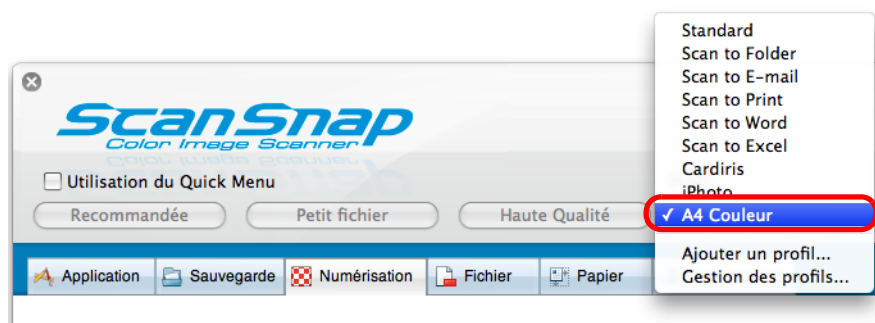 Standard
Scan to Folder
Scan to E-mail
Scan to Print
Scan to Word
Scan to Excel
Cardiris
iPhoto
✓ A4 Couleur
Ajouter un profil...
Gestion des profils...
ScanSnap
Color Image Scanner
Utilisation du Quick Menu
Recommandée Petit fichier Haute Qualité
Application Sauvegarde Numérisation Fichier Papier